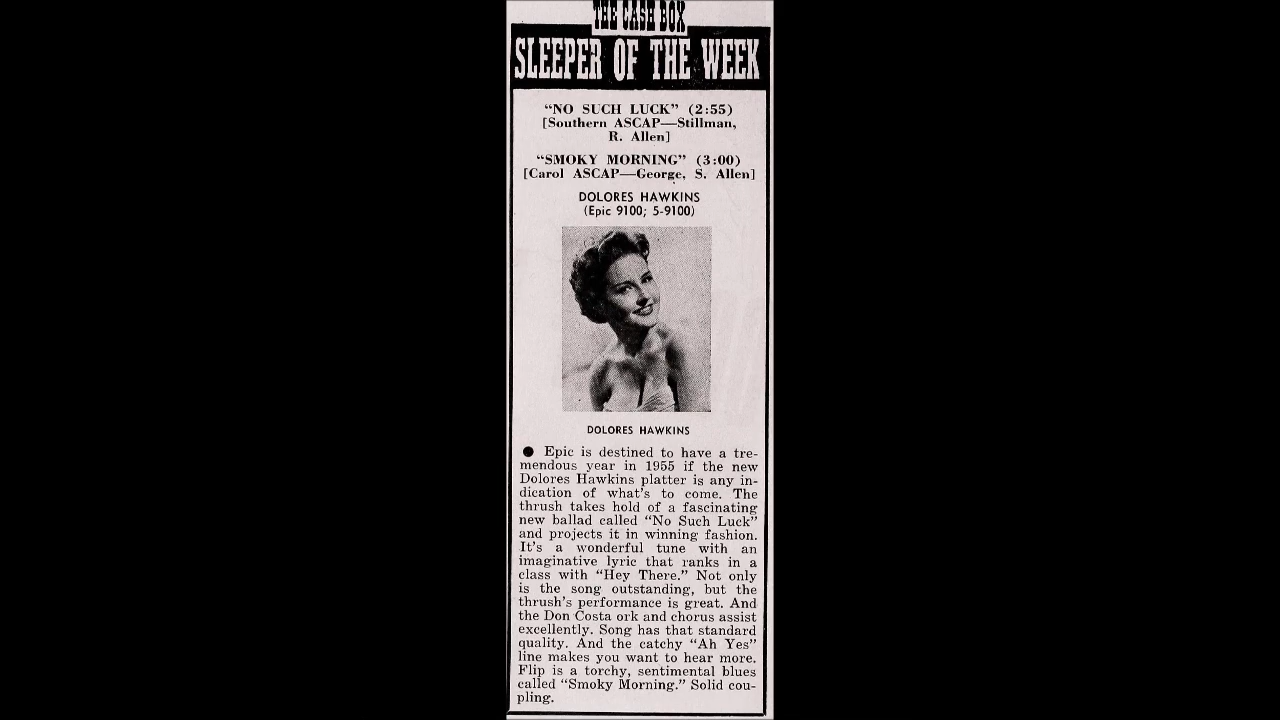 THE CASH BOX
SLEEPER OF THE WEEK
“NO SUCH LUCK” (2:55)
[Southern ASCAP—Stillman,
R. Allen]
“SMOKY MORNING” (3:00)
[Carol ASCAP—George, S. Allen]
DOLORES HAWKINS
(Epic 9100; 5-9100)
DOLORES HAWKINS
● Epic is destined to have a tre-
mendous year in 1955 if the new
Dolores Hawkins platter is any in-
dication of what’s to come. The
thrush takes hold of a fascinating
new ballad called “No Such Luck”
and projects it in winning fashion.
It’s a wonderful tune with an
imaginative lyric that ranks in a
class with “Hey There.” Not only
is the song outstanding, but the
thrush’s performance is great. And
the Don Costa ork and chorus assist
excellently. Song has that standard
quality. And the catchy “Ah Yes”
line makes you want to hear more.
Flip is a torchy, sentimental blues
called “Smoky Morning.” Solid cou-
pling.